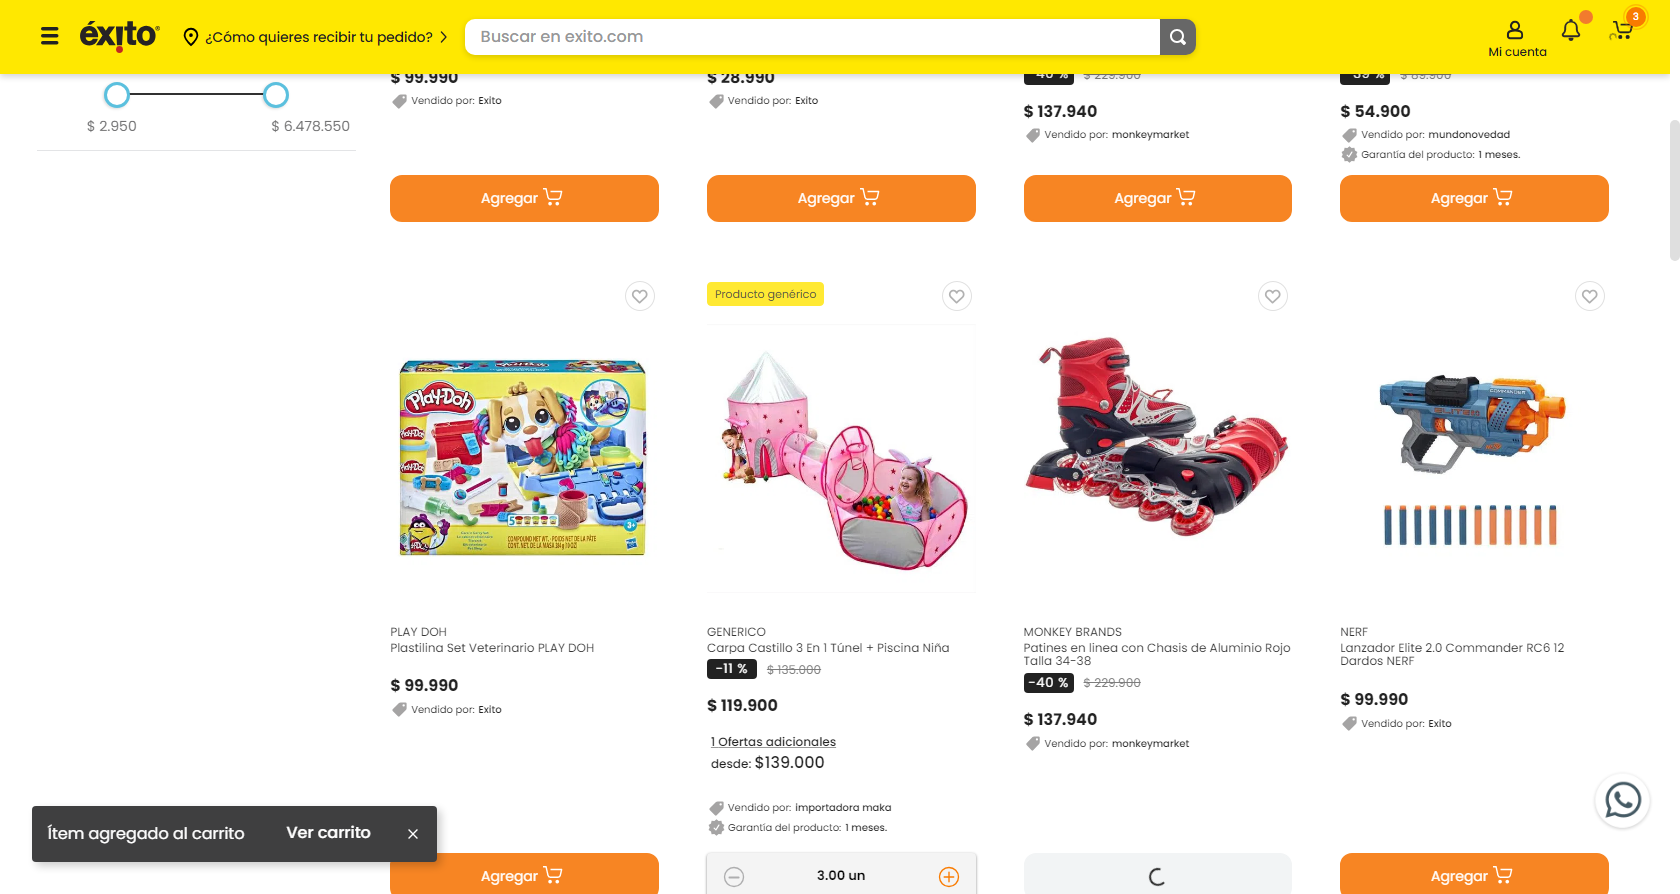 éxito
¿Cómo quieres recibir tu pedido?
Buscar en exito.com
Mi cuenta
3
$ 2.950
$ 6.478.550
$ 99.990
Vendido por: Exito
Agregar
$ 28.990
Vendido por: Exito
Agregar
-40 % $ 229.900
$ 137.940
Vendido por: monkeymarket
Agregar
-39 % $ 89.900
$ 54.900
Vendido por: mundonovedad
Garantía del producto: 1 meses.
Agregar
Play-Doh
PLAY DOH
Plastilina Set Veterinario PLAY DOH
$ 99.990
Vendido por: Exito
Agregar
Producto genérico
GENERICO
Carpa Castillo 3 En 1 Túnel + Piscina Niña
-11 % $ 135.000
$ 119.900
1 Ofertas adicionales
desde: $139.000
Vendido por: importadora maka
Garantía del producto: 1 meses.
3.00 un
MONKEY BRANDS
Patines en linea con Chasis de Aluminio Rojo
Talla 34-38
-40 % $ 229.900
$ 137.940
Vendido por: monkeymarket
NERF
Lanzador Elite 2.0 Commander RC6 12
Dardos NERF
$ 99.990
Vendido por: Exito
Agregar
Ítem agregado al carrito
Ver carrito